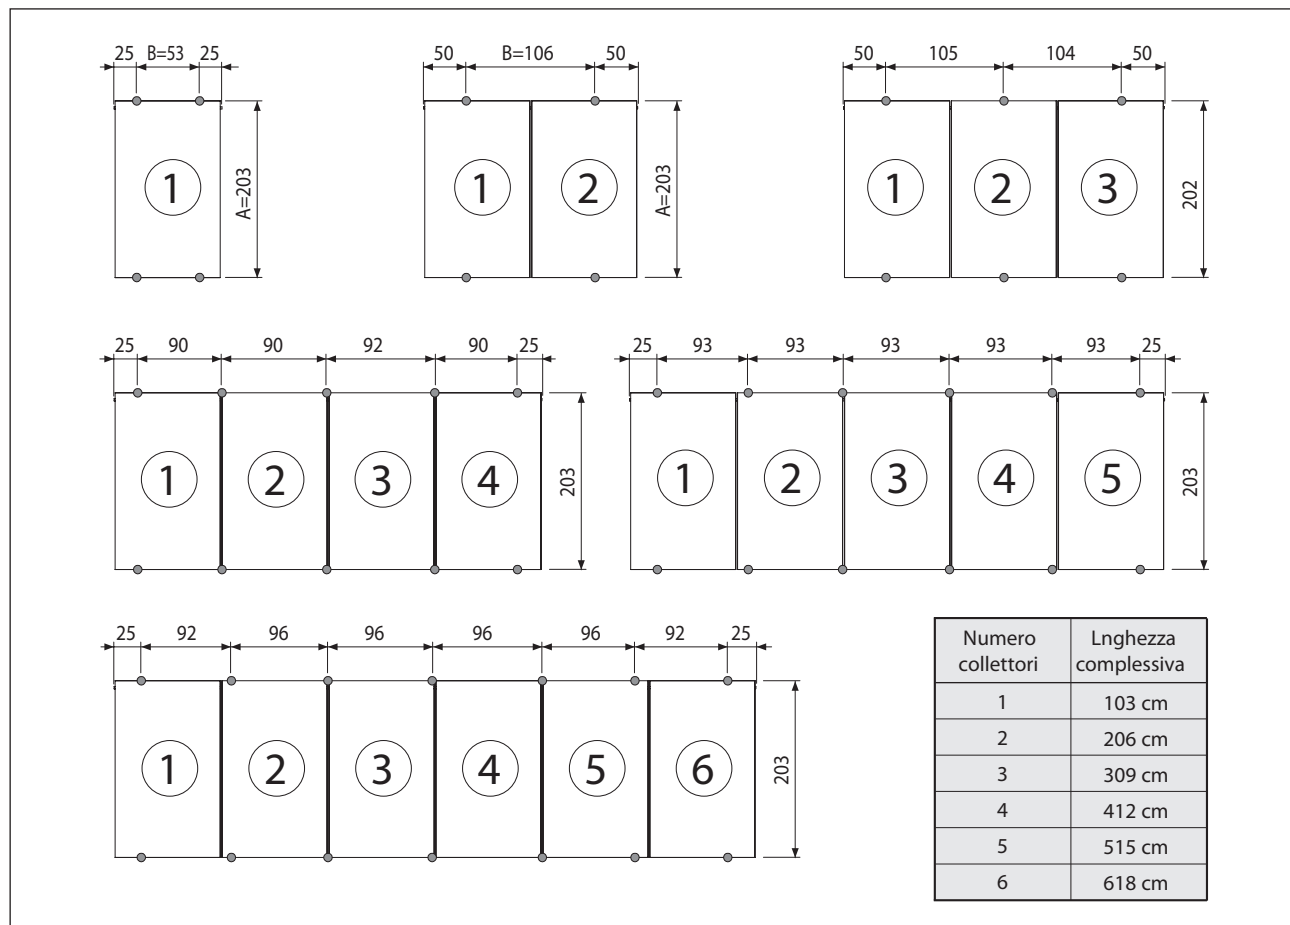 25 B=53 25
1
A=203
50 B=106 50
1 2
A=203
50 105 104 50
1 2 3
202
25 90 90 92 90 25
1 2 3 4
203
25 93 93 93 93 93 25
1 2 3 4 5
203
25 92 96 96 96 96 92 25
1 2 3 4 5 6
203
Numero collettori Lnghezza complessiva
1 103 cm
2 206 cm
3 309 cm
4 412 cm
5 515 cm
6 618 cm